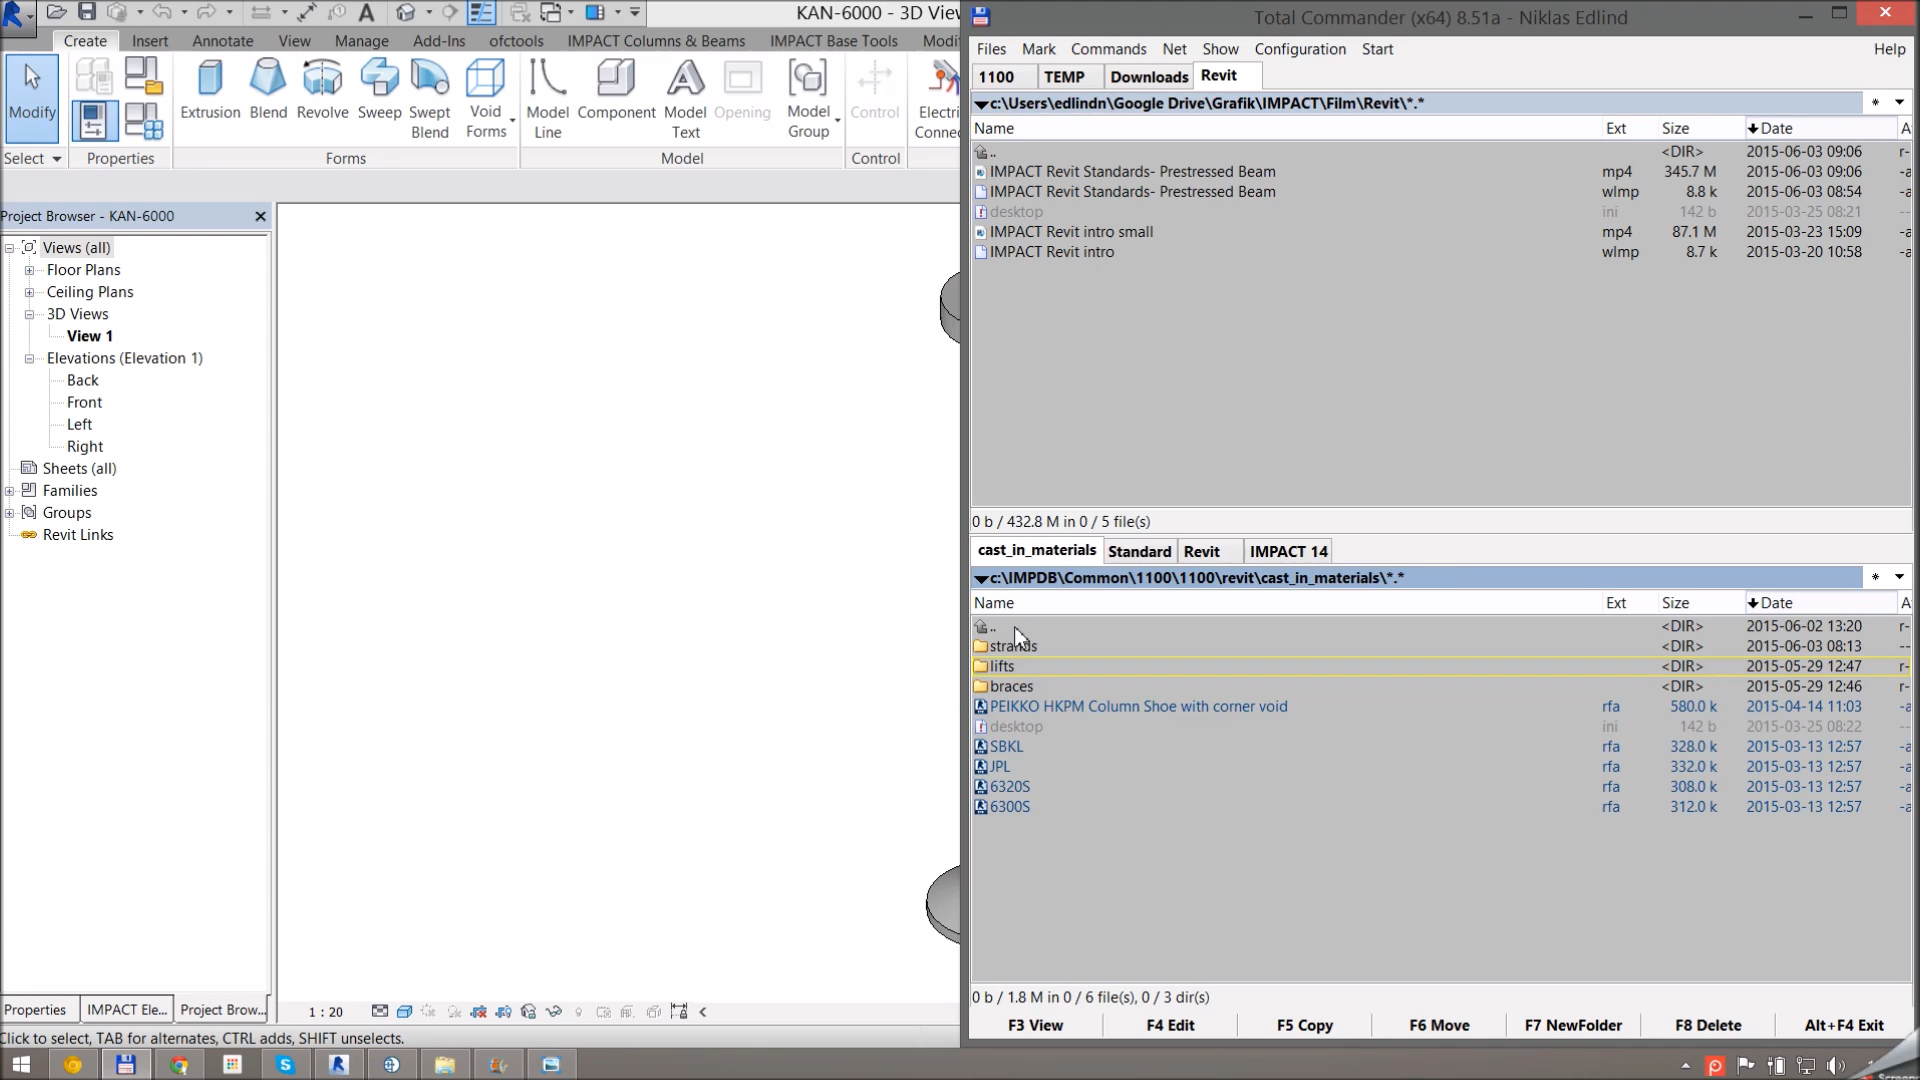 KAN-6000 - 3D Vie
Create Insert Annotate View Manage Add-Ins ofctools IMPACT Columns & Beams IMPACT Base Tools Modi
Modify
Extrusion Blend Revolve Sweep Swept Blend Void Forms
Model Line Component Model Text Opening Model Group Control Electri Connec
Select Properties Forms Model Control
Project Browser - KAN-6000
Views (all)
Floor Plans
Ceiling Plans
3D Views
View 1
Elevations (Elevation 1)
Back
Front
Left
Right
Sheets (all)
Families
Groups
Revit Links
Properties IMPACT Ele... Project Brow...
1 : 20
Click to select, TAB for alternates, CTRL adds, SHIFT unselects.
Total Commander (x64) 8.51a - Niklas Edlind
Files Mark Commands Net Show Configuration Start Help
1100 TEMP Downloads Revit
c:\Users\edlindn\Google Drive\Grafik\IMPACT\Film\Revit\*.*
Name Ext Size Date A
.. <DIR> 2015-06-03 09:06 r-
IMPACT Revit Standards- Prestressed Beam mp4 345.7 M 2015-06-03 09:06 -a
IMPACT Revit Standards- Prestressed Beam wlmp 8.8 k 2015-06-03 08:54 -a
desktop ini 142 b 2015-03-25 08:21 --
IMPACT Revit intro small mp4 87.1 M 2015-03-23 15:09 -a
IMPACT Revit intro wlmp 8.7 k 2015-03-20 10:58 -a
0 b / 432.8 M in 0 / 5 file(s)
cast_in_materials Standard Revit IMPACT 14
c:\IMPDB\Common\1100\1100\revit\cast_in_materials\*.*
Name Ext Size Date A
.. <DIR> 2015-06-02 13:20 r-
strands <DIR> 2015-06-03 08:13 --
lifts <DIR> 2015-05-29 12:47 r-
braces <DIR> 2015-05-29 12:46 r-
PEIKKO HKPM Column Shoe with corner void rfa 580.0 k 2015-04-14 11:03 -a
desktop ini 142 b 2015-03-25 08:22 --
SBKL rfa 328.0 k 2015-03-13 12:57 -a
JPL rfa 332.0 k 2015-03-13 12:57 -a
6320S rfa 308.0 k 2015-03-13 12:57 -a
6300S rfa 312.0 k 2015-03-13 12:57 -a
0 b / 1.8 M in 0 / 6 file(s), 0 / 3 dir(s)
F3 View F4 Edit F5 Copy F6 Move F7 NewFolder F8 Delete Alt+F4 Exit